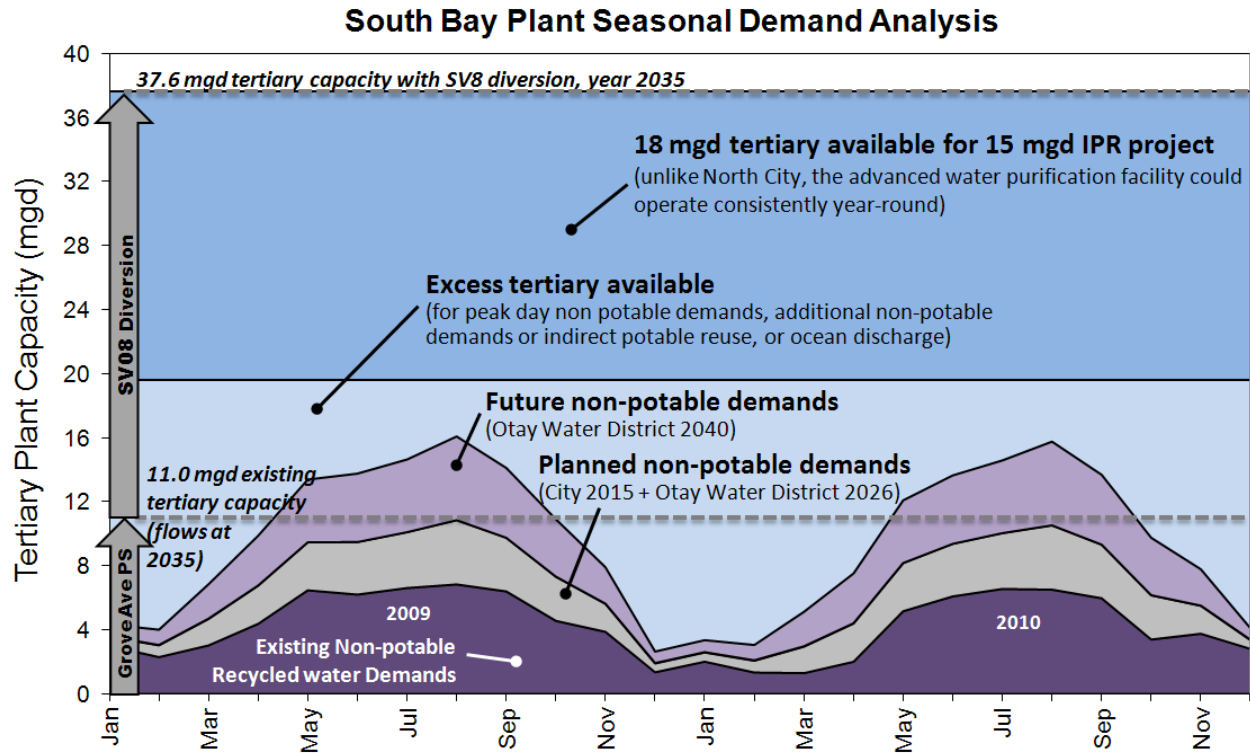 South Bay Plant Seasonal Demand Analysis
Tertiary Plant Capacity (mgd)
40
36
32
28
24
20
16
12
8
4
0
37.6 mgd tertiary capacity with SV8 diversion, year 2035
18 mgd tertiary available for 15 mgd IPR project
(unlike North City, the advanced water purification facility could
operate consistently year-round)
Excess tertiary available
(for peak day non potable demands, additional non-potable
demands or indirect potable reuse, or ocean discharge)
SV08 Diversion
Future non-potable demands
(Otay Water District 2040)
Planned non-potable demands
(City 2015 + Otay Water District 2026)
11.0 mgd existing
tertiary capacity
(flows at
2035)
Grove Ave PS
2009
2010
Existing Non-potable
Recycled water Demands
Jan
Mar
May
Jul
Sep
Nov
Jan
Mar
May
Jul
Sep
Nov